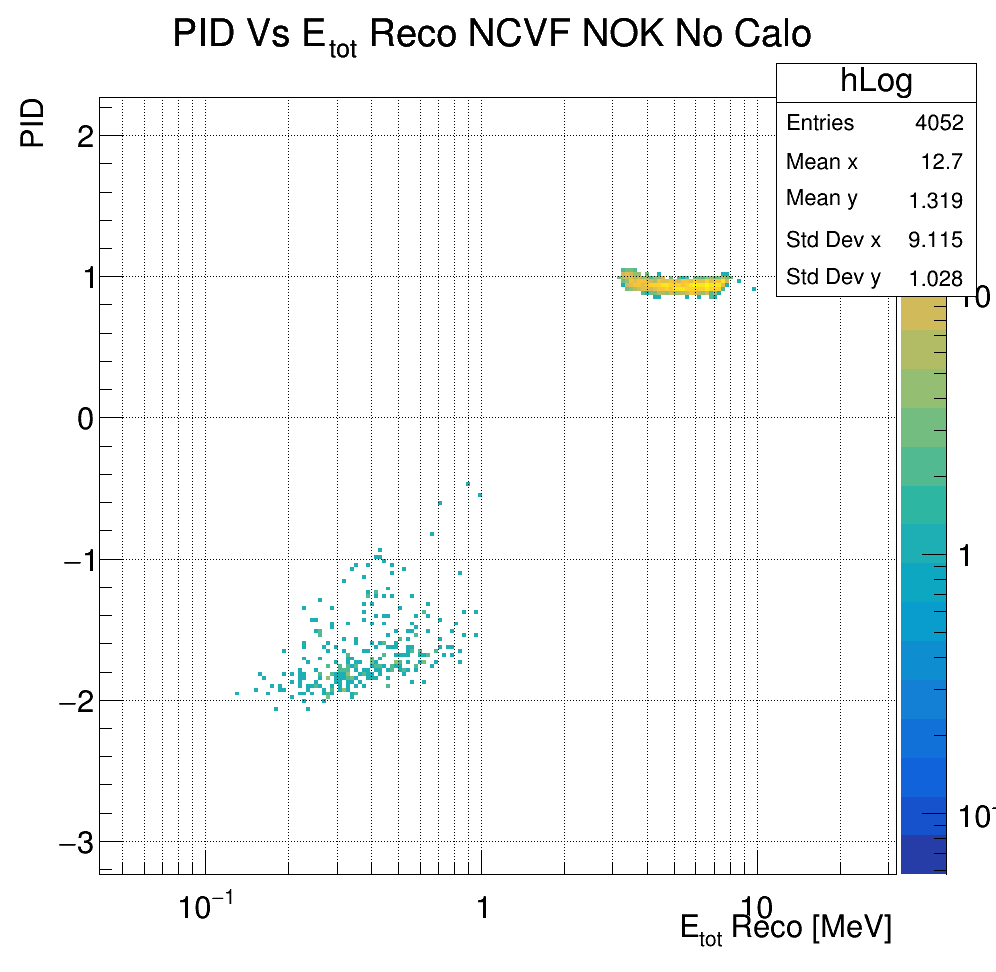 PID Vs E_tot Reco NCVF NOK No Calo
hLog
Entries 4052
Mean x 12.7
Mean y 1.319
Std Dev x 9.115
Std Dev y 1.028
PID
2
1
0
−1
−2
−3
10⁻¹
1
10
E_tot Reco [MeV]
10
1
10⁻